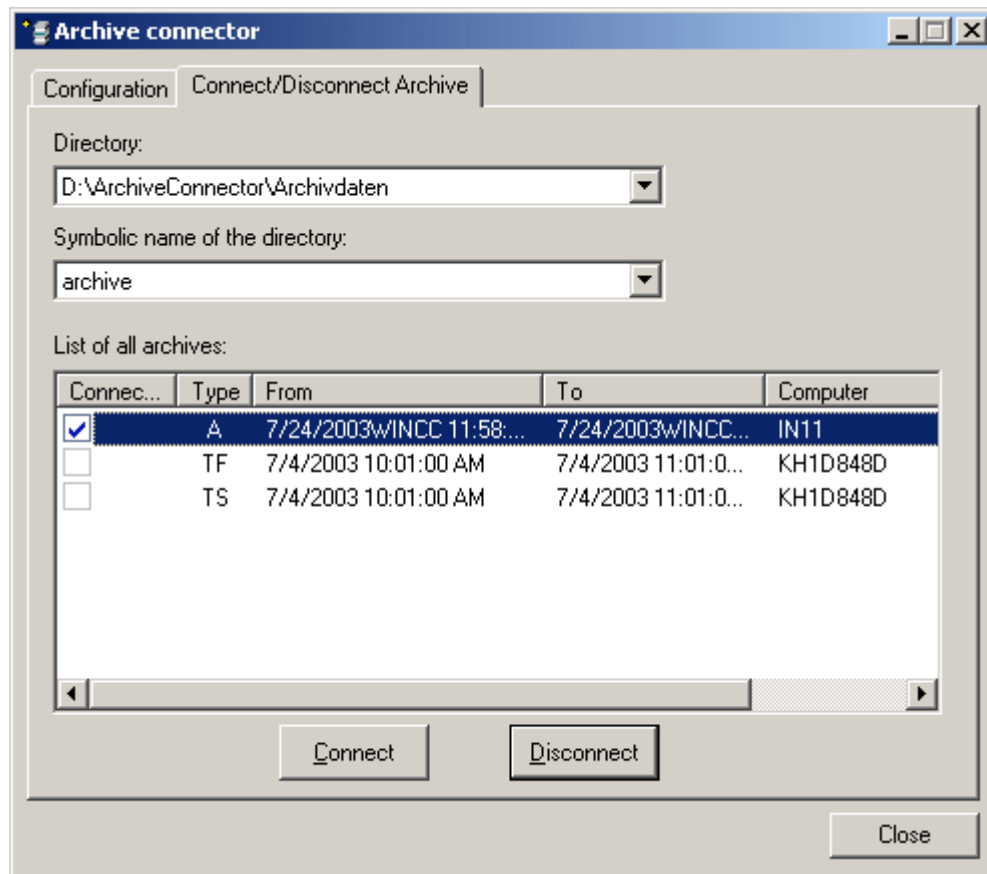 Archive connector
Configuration Connect/Disconnect Archive
Directory:
D:\ArchiveConnector\Archivdaten
Symbolic name of the directory:
archive
List of all archives:
Connec... Type From To Computer
A 7/24/2003WINCC 11:58:... 7/24/2003WINCC... IN11
TF 7/4/2003 10:01:00 AM 7/4/2003 11:01:0... KH1D848D
TS 7/4/2003 10:01:00 AM 7/4/2003 11:01:0... KH1D848D
Connect Disconnect
Close